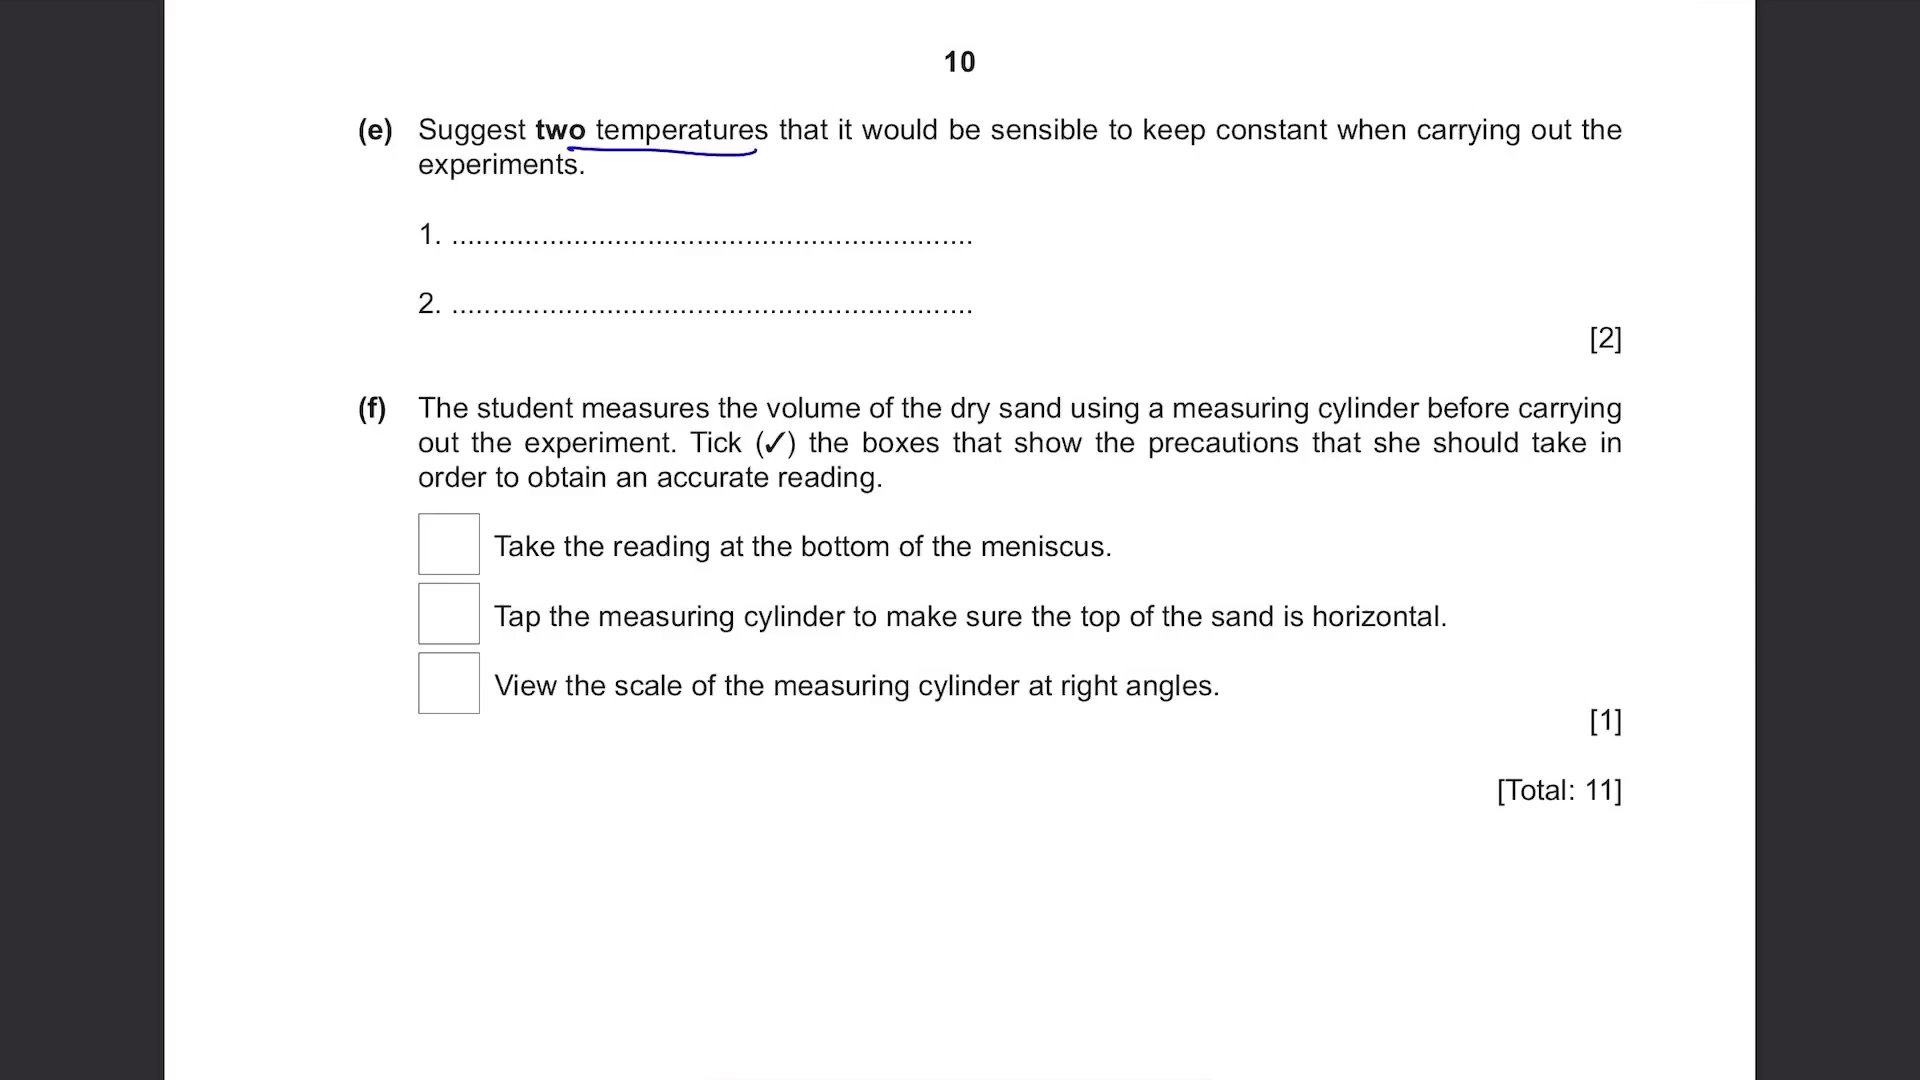 10
(e) Suggest two temperatures that it would be sensible to keep constant when carrying out the
experiments.
1. ................................................................
2. ................................................................
[2]
(f) The student measures the volume of the dry sand using a measuring cylinder before carrying
out the experiment. Tick (✓) the boxes that show the precautions that she should take in
order to obtain an accurate reading.
Take the reading at the bottom of the meniscus.
Tap the measuring cylinder to make sure the top of the sand is horizontal.
View the scale of the measuring cylinder at right angles.
[1]
[Total: 11]